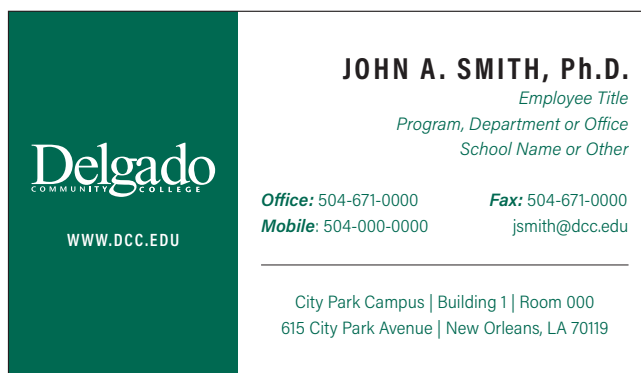 Delgado
COMMUNITY COLLEGE
WWW.DCC.EDU
JOHN A. SMITH, Ph.D.
Employee Title
Program, Department or Office
School Name or Other
Office: 504-671-0000 Fax: 504-671-0000
Mobile: 504-000-0000 jsmith@dcc.edu
City Park Campus | Building 1 | Room 000
615 City Park Avenue | New Orleans, LA 70119